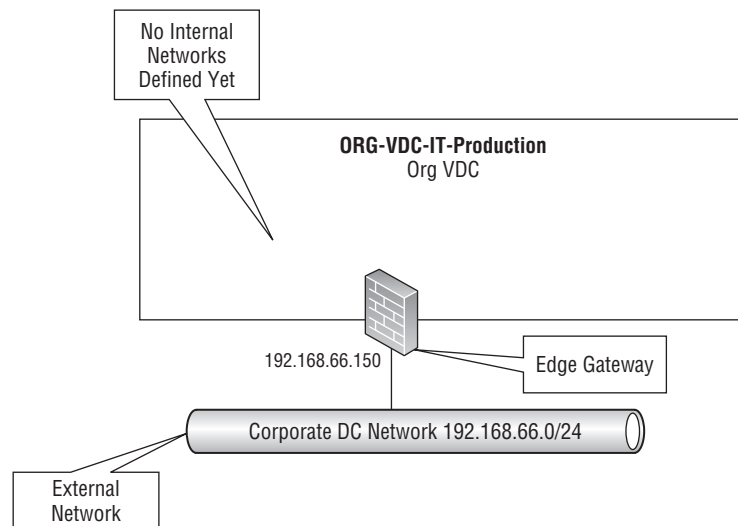 No Internal
Networks
Defined Yet
ORG-VDC-IT-Production
Org VDC
192.168.66.150
Edge Gateway
Corporate DC Network 192.168.66.0/24
External
Network